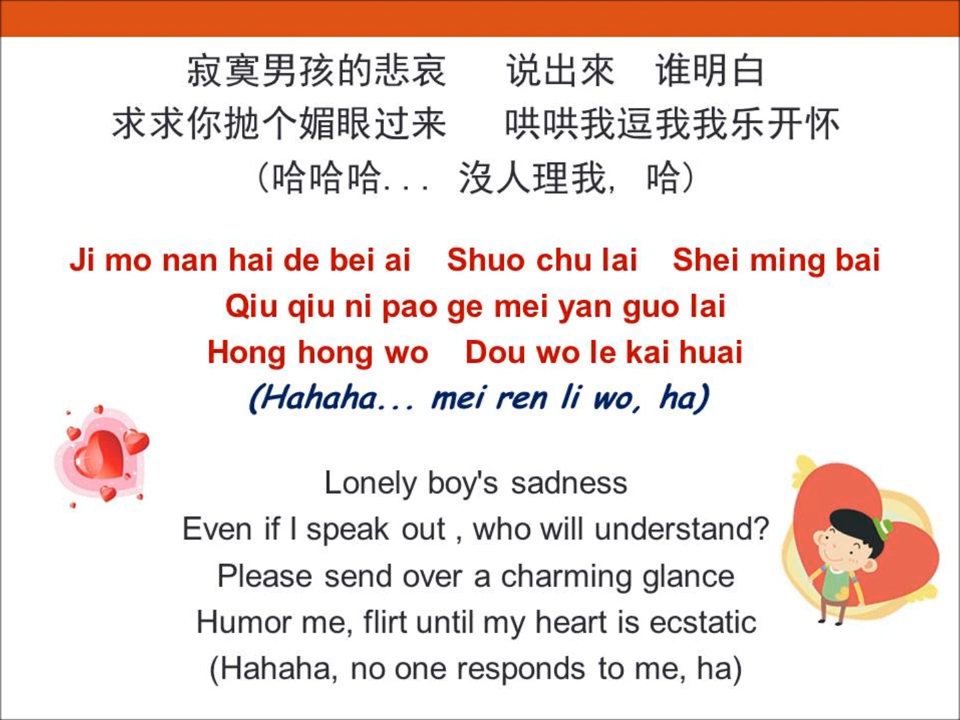 寂寞男孩的悲哀 说出來 谁明白
求求你抛个媚眼过来 哄哄我逗我我乐开怀
(哈哈哈... 沒人理我, 哈)
Ji mo nan hai de bei ai Shuo chu lai Shei ming bai
Qiu qiu ni pao ge mei yan guo lai
Hong hong wo Dou wo le kai huai
(Hahaha... mei ren li wo, ha)
Lonely boy's sadness
Even if I speak out , who will understand?
Please send over a charming glance
Humor me, flirt until my heart is ecstatic
(Hahaha, no one responds to me, ha)